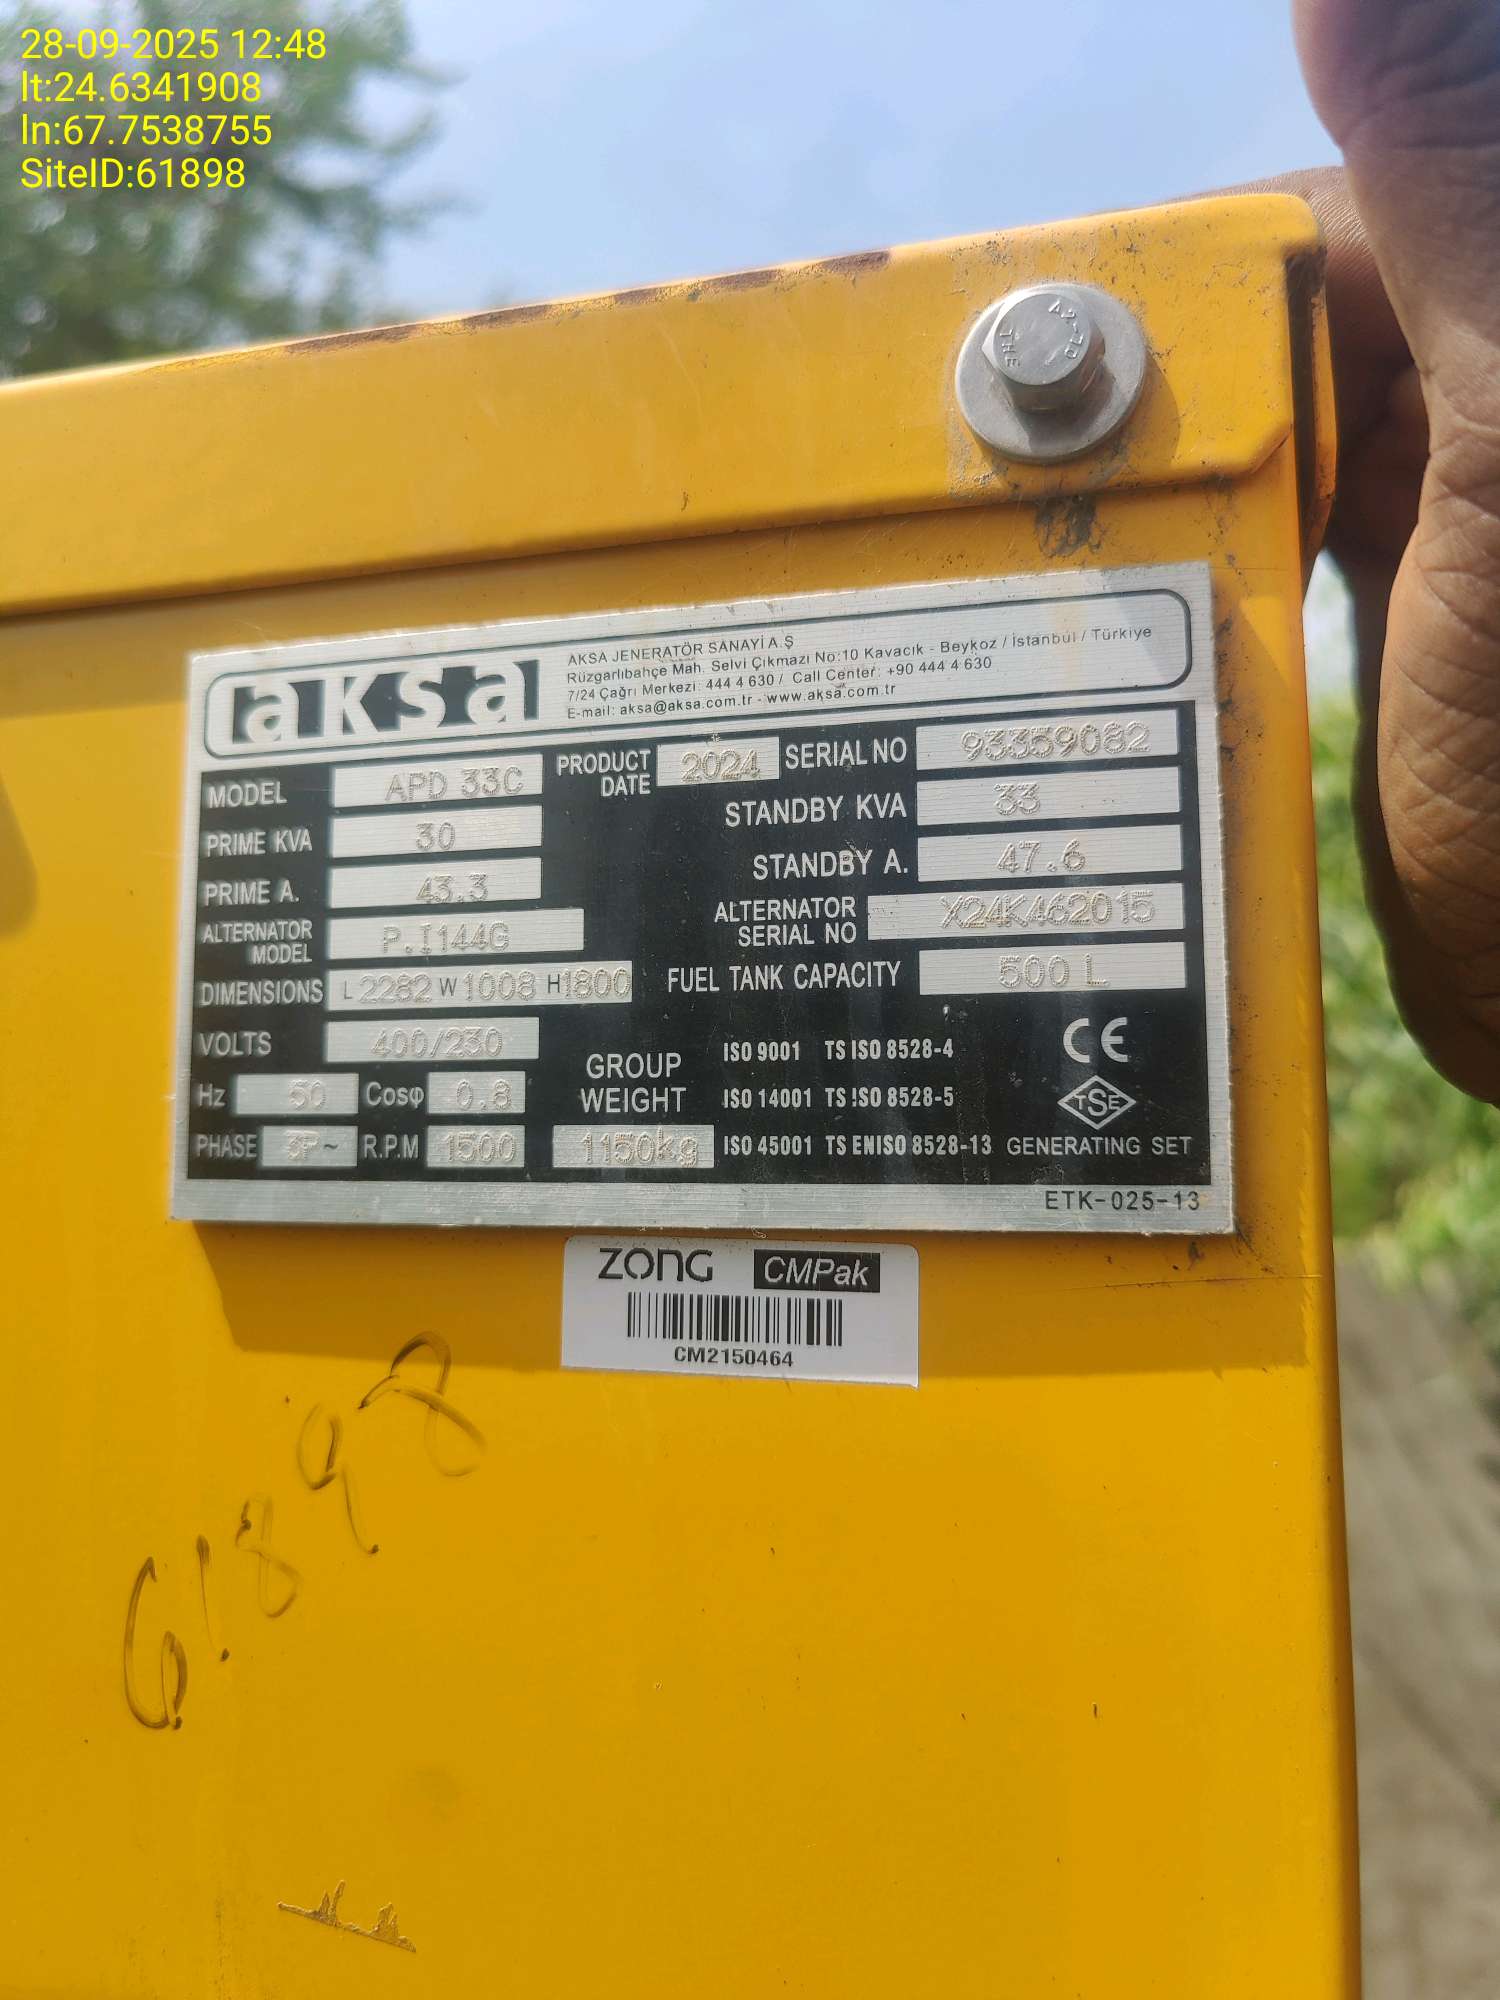 28-09-2025 12:48
lt:24.6341908
ln:67.7538755
SiteID:61898
A2-70
THE
aksa
AKSA JENERATÖR SANAYİ A.Ş
Rüzgarlıbahçe Mah. Selvi Çıkmazı No:10 Kavacık - Beykoz / İstanbul / Türkiye
7/24 Çağrı Merkezi: 444 4 630 / Call Center: +90 444 4 630
E-mail: aksa@aksa.com.tr - www.aksa.com.tr
MODEL APD 33C PRODUCT DATE 2024 SERIAL NO 93359082
PRIME KVA 30 STANDBY KVA 33
PRIME A. 43.3 STANDBY A. 47.6
ALTERNATOR MODEL P.I144G ALTERNATOR SERIAL NO X24K462015
DIMENSIONS L 2282 W 1008 H 1800 FUEL TANK CAPACITY 500 L
VOLTS 400/230 GROUP WEIGHT 1150kg
Hz 50 Cosφ 0.8
PHASE 3P~ R.P.M 1500
ISO 9001 TS ISO 8528-4 CE
ISO 14001 TS ISO 8528-5 TSE
ISO 45001 TS EN ISO 8528-13 GENERATING SET
ETK-025-13
ZONG CMPak
CM2150464
61898